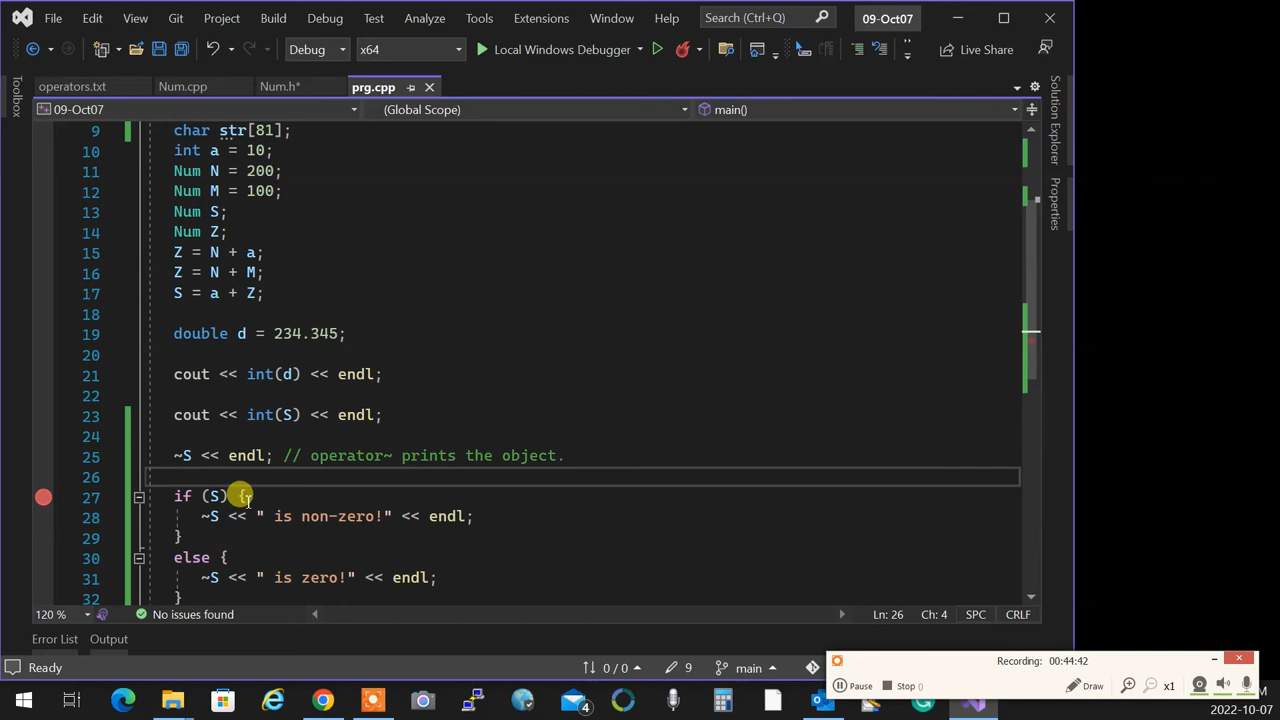 File Edit View Git Project Build Debug Test Analyze Tools Extensions Window Help Search (Ctrl+Q) 09-Oct07
Debug x64 Local Windows Debugger Live Share
Toolbox
operators.txt Num.cpp Num.h* prg.cpp
09-Oct07 (Global Scope) main()
9 char str[81];
10 int a = 10;
11 Num N = 200;
12 Num M = 100;
13 Num S;
14 Num Z;
15 Z = N + a;
16 Z = N + M;
17 S = a + Z;
18
19 double d = 234.345;
20
21 cout << int(d) << endl;
22
23 cout << int(S) << endl;
24
25 ~S << endl; // operator~ prints the object.
26
27 if (S) {
28 ~S << " is non-zero!" << endl;
29 }
30 else {
31 ~S << " is zero!" << endl;
32 }
Solution Explorer
Properties
120 % No issues found Ln: 26 Ch: 4 SPC CRLF
Error List Output
Ready 0 / 0 9 main
Recording: 00:44:42
Pause Stop () Draw x1
4
M
2022-10-07